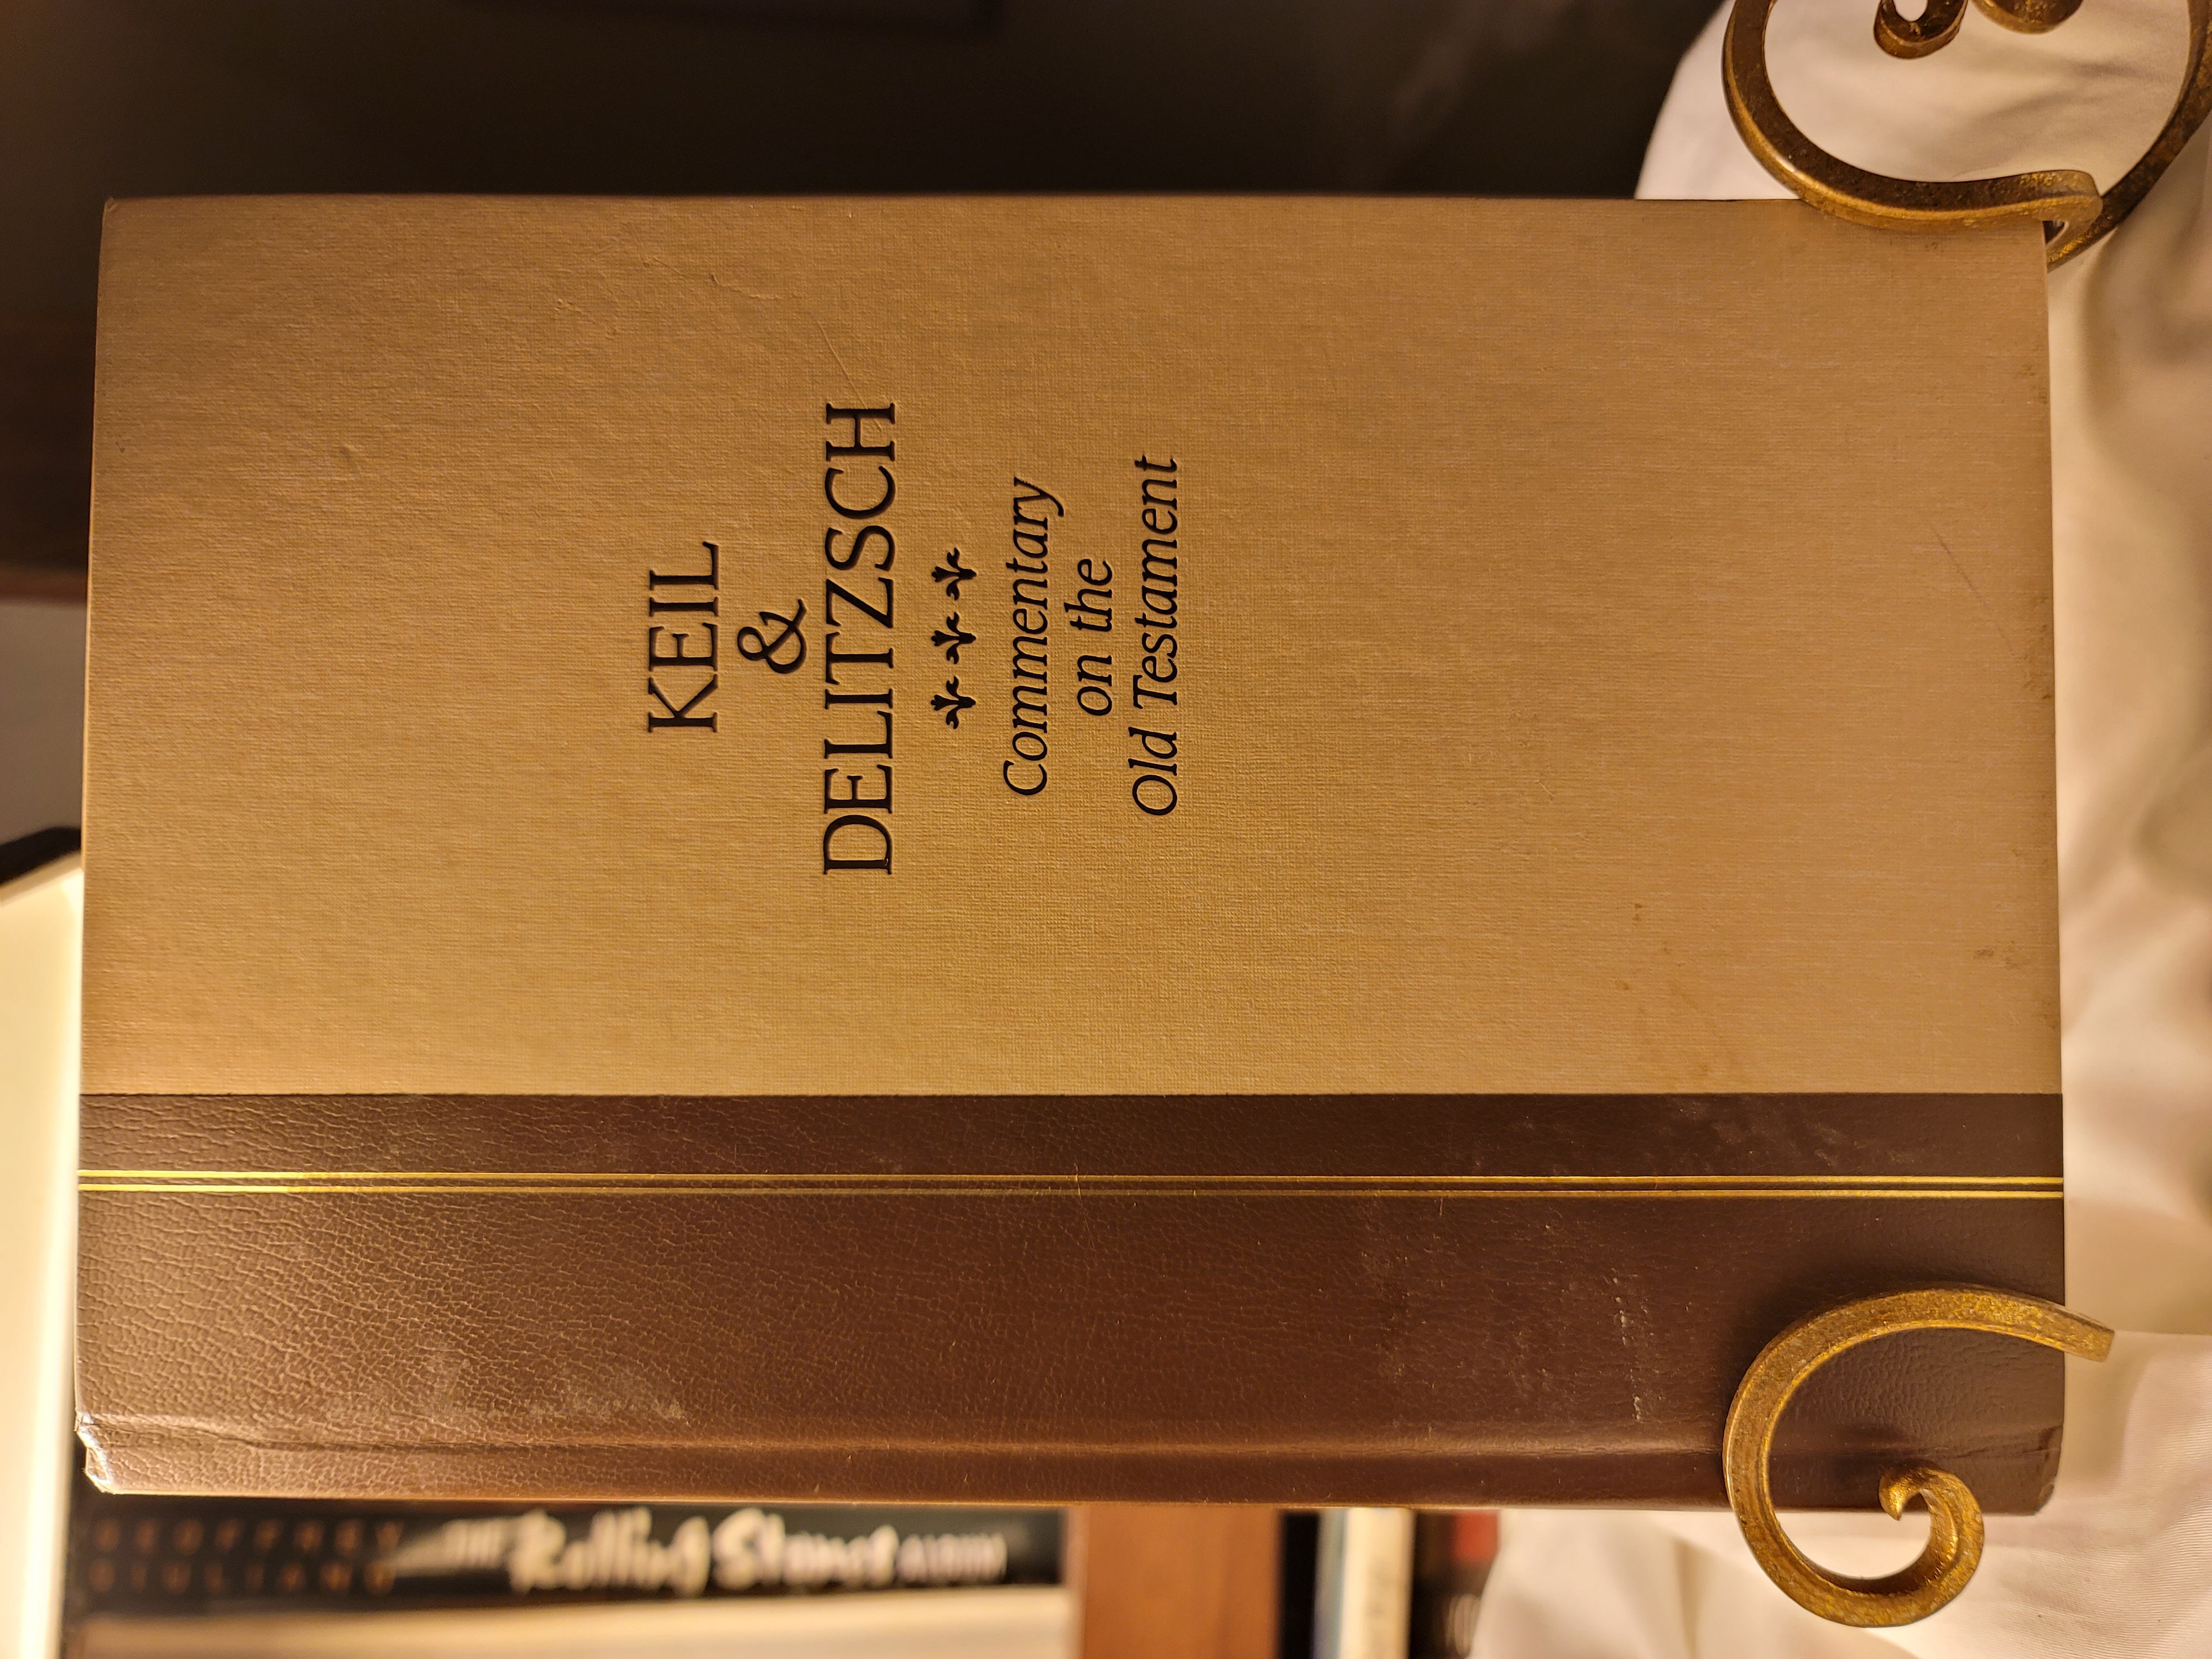 KEIL
&
DELITZSCH
Commentary
on the
Old Testament
GEOFFREY
GIULIANO
THE Rolling Stones ALBUM